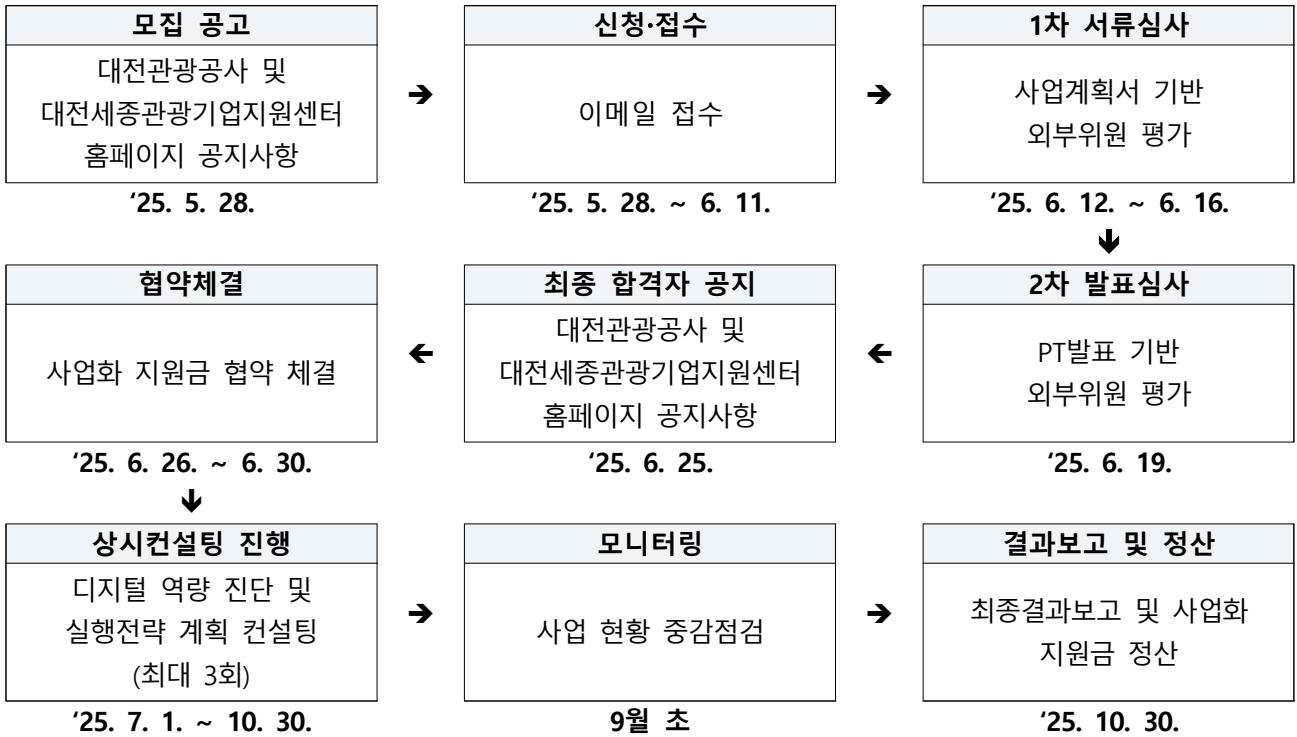 모집 공고
대전관광공사 및
대전세종관광기업지원센터
홈페이지 공지사항
‘25. 5. 28.
➔
신청·접수
이메일 접수
‘25. 5. 28. ~ 6. 11.
➔
1차 서류심사
사업계획서 기반
외부위원 평가
‘25. 6. 12. ~ 6. 16.
🡻
2차 발표심사
PT발표 기반
외부위원 평가
‘25. 6. 19.
🡸
최종 합격자 공지
대전관광공사 및
대전세종관광기업지원센터
홈페이지 공지사항
‘25. 6. 25.
🡸
협약체결
사업화 지원금 협약 체결
‘25. 6. 26. ~ 6. 30.
🡻
상시컨설팅 진행
디지털 역량 진단 및
실행전략 계획 컨설팅
(최대 3회)
‘25. 7. 1. ~ 10. 30.
➔
모니터링
사업 현황 중감점검
9월 초
➔
결과보고 및 정산
최종결과보고 및 사업화
지원금 정산
‘25. 10. 30.